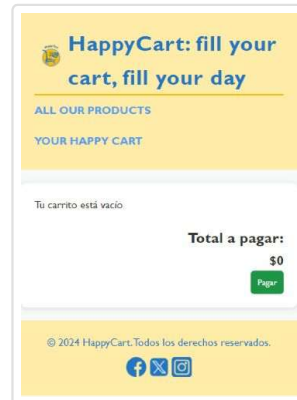 HappyCart: fill your
cart, fill your day
ALL OUR PRODUCTS
YOUR HAPPY CART
Tu carrito está vacío
Total a pagar:
$0
Pagar
© 2024 HappyCart. Todos los derechos reservados.